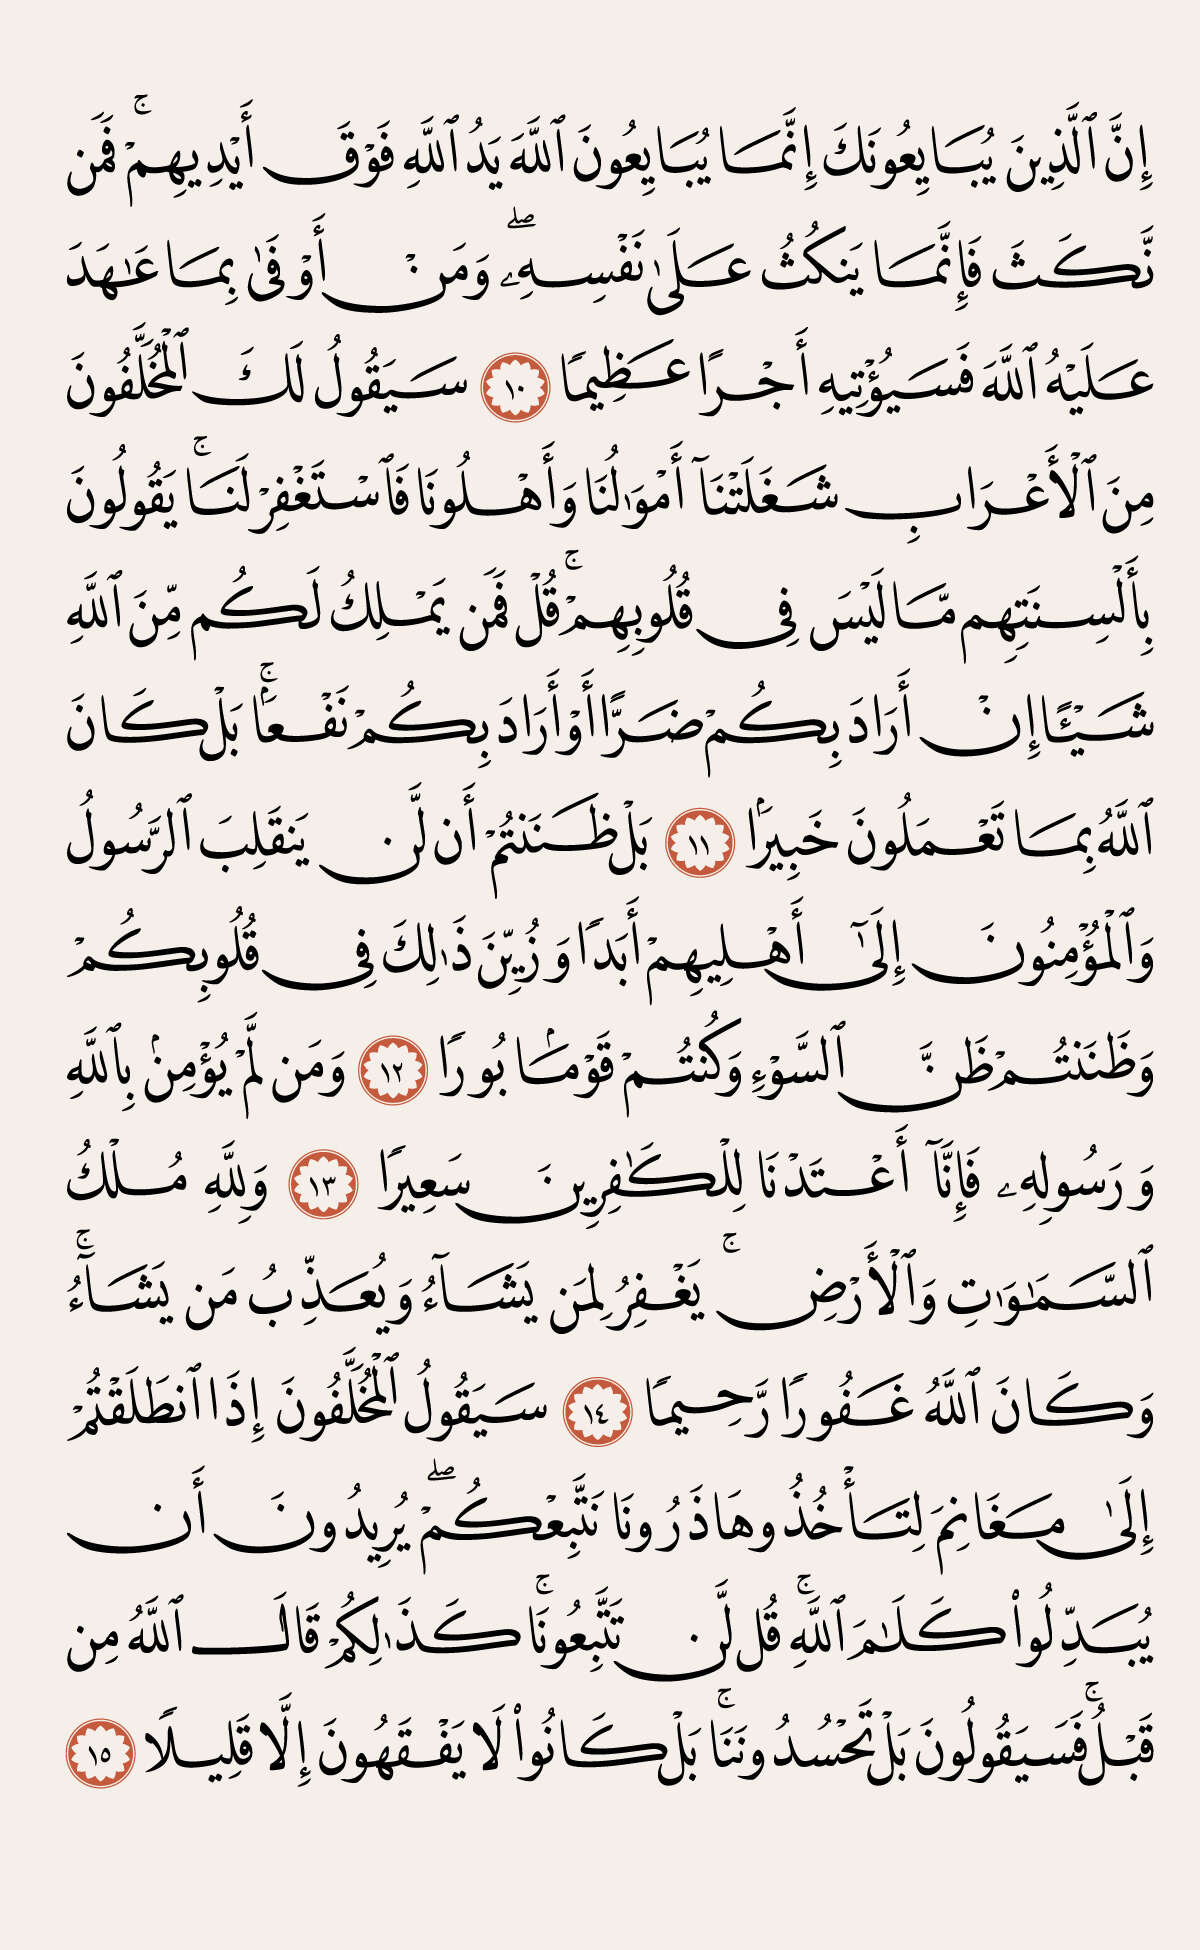 إِنَّ ٱلَّذِينَ يُبَايِعُونَكَ إِنَّمَا يُبَايِعُونَ ٱللَّهَ يَدُ ٱللَّهِ فَوْقَ أَيْدِيهِمْۚ فَمَن
نَّكَثَ فَإِنَّمَا يَنكُثُ عَلَىٰ نَفْسِهِۦۖ وَمَنْ أَوْفَىٰ بِمَا عَـٰهَدَ
عَلَيْهُ ٱللَّهَ فَسَيُؤْتِيهِ أَجْرًا عَظِيمًا ١٠ سَيَقُولُ لَكَ ٱلْمُخَلَّفُونَ
مِنَ ٱلْأَعْرَابِ شَغَلَتْنَآ أَمْوَٰلُنَا وَأَهْلُونَا فَٱسْتَغْفِرْ لَنَاۚ يَقُولُونَ
بِأَلْسِنَتِهِم مَّا لَيْسَ فِى قُلُوبِهِمْۚ قُلْ فَمَن يَمْلِكُ لَكُم مِّنَ ٱللَّهِ
شَيْـًٔا إِنْ أَرَادَ بِكُمْ ضَرًّا أَوْ أَرَادَ بِكُمْ نَفْعَۢاۚ بَلْ كَانَ
ٱللَّهُ بِمَا تَعْمَلُونَ خَبِيرَۢا ١١ بَلْ ظَنَنتُمْ أَن لَّن يَنقَلِبَ ٱلرَّسُولُ
وَٱلْمُؤْمِنُونَ إِلَىٰٓ أَهْلِيهِمْ أَبَدًا وَزُيِّنَ ذَٰلِكَ فِى قُلُوبِكُمْ
وَظَنَنتُمْ ظَنَّ ٱلسَّوْءِ وَكُنتُمْ قَوْمَۢا بُورًا ١٢ وَمَن لَّمْ يُؤْمِنۢ بِٱللَّهِ
وَرَسُولِهِۦ فَإِنَّآ أَعْتَدْنَا لِلْكَـٰفِرِينَ سَعِيرًا ١٣ وَلِلَّهِ مُلْكُ
ٱلسَّمَـٰوَٰتِ وَٱلْأَرْضِۚ يَغْفِرُ لِمَن يَشَآءُ وَيُعَذِّبُ مَن يَشَآءُۚ
وَكَانَ ٱللَّهُ غَفُورًا رَّحِيمًا ١٤ سَيَقُولُ ٱلْمُخَلَّفُونَ إِذَا ٱنطَلَقْتُمْ
إِلَىٰ مَغَانِمَ لِتَأْخُذُوهَا ذَرُونَا نَتَّبِعْكُمْۖ يُرِيدُونَ أَن
يُبَدِّلُوا۟ كَلَـٰمَ ٱللَّهِۚ قُل لَّن تَتَّبِعُونَاۚ كَذَٰلِكُمْ قَالَ ٱللَّهُ مِن
قَبْلُۚ فَسَيَقُولُونَ بَلْ تَحْسُدُونَنَاۚ بَلْ كَانُوا۟ لَا يَفْقَهُونَ إِلَّا قَلِيلًا ١٥